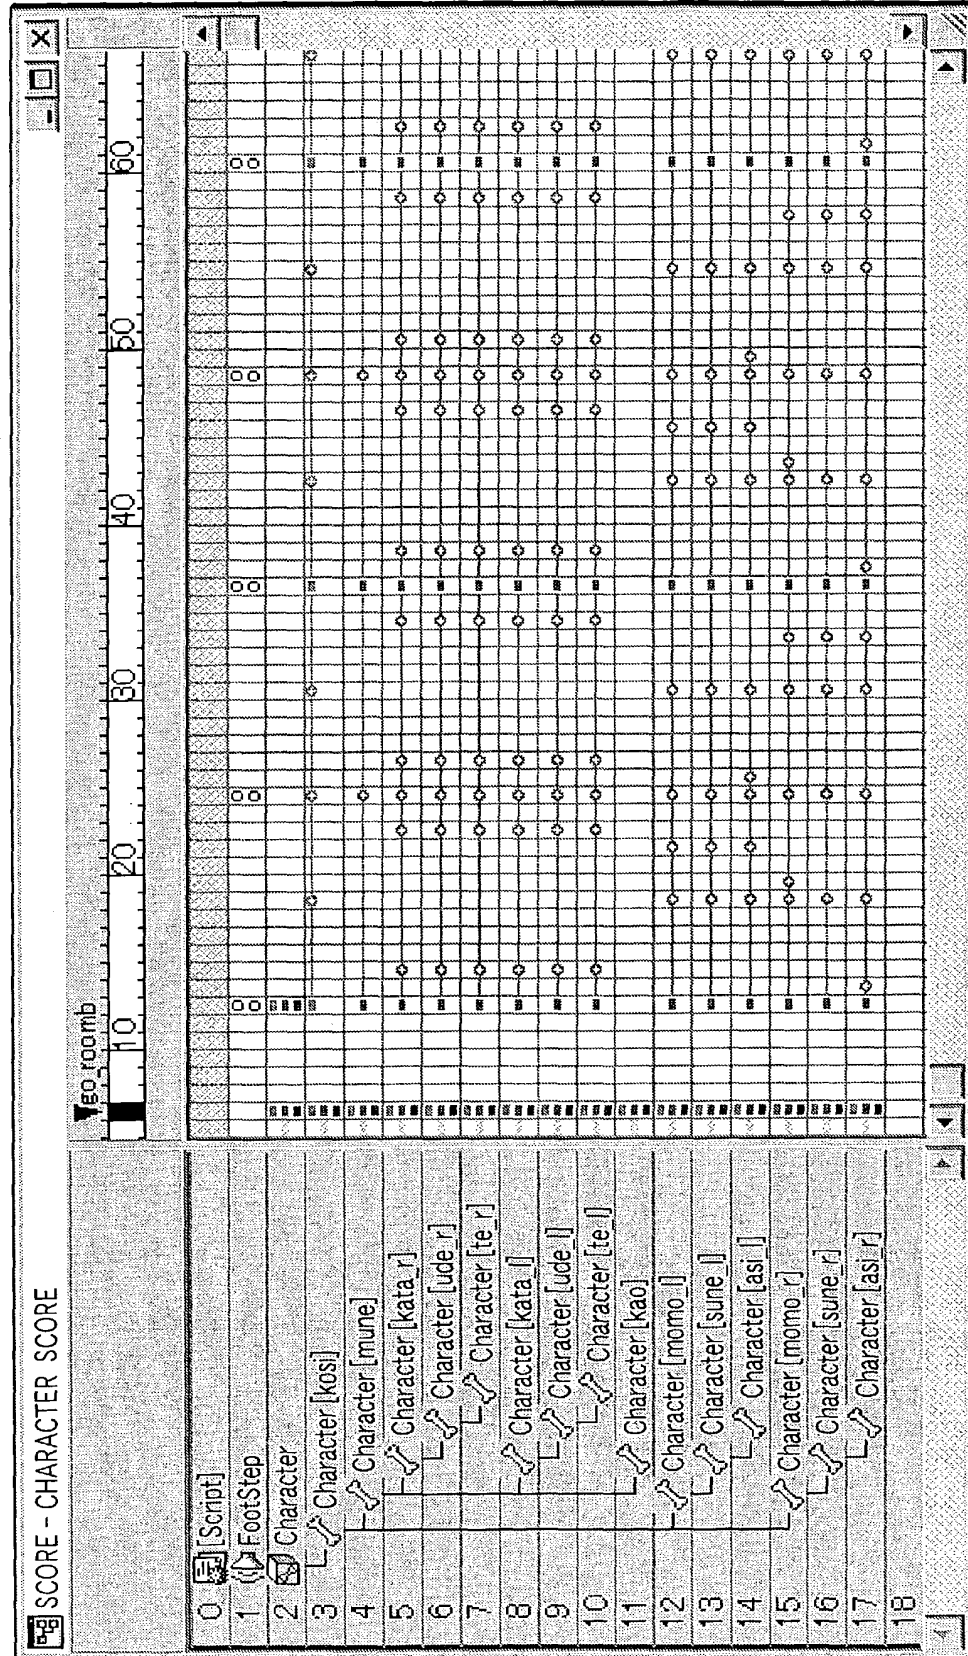 SCORE - CHARACTER SCORE
go_roomb
10 20 30 40 50 60
0 [Script]
1 FootStep
2 Character
3 Character [kosi]
4 Character [mune]
5 Character [kata_r]
6 Character [ude_r]
7 Character [te_r]
8 Character [kata_l]
9 Character [ude_l]
10 Character [te_l]
11 Character [kao]
12 Character [momo_l]
13 Character [sune_l]
14 Character [asi_l]
15 Character [momo_r]
16 Character [sune_r]
17 Character [asi_r]
18